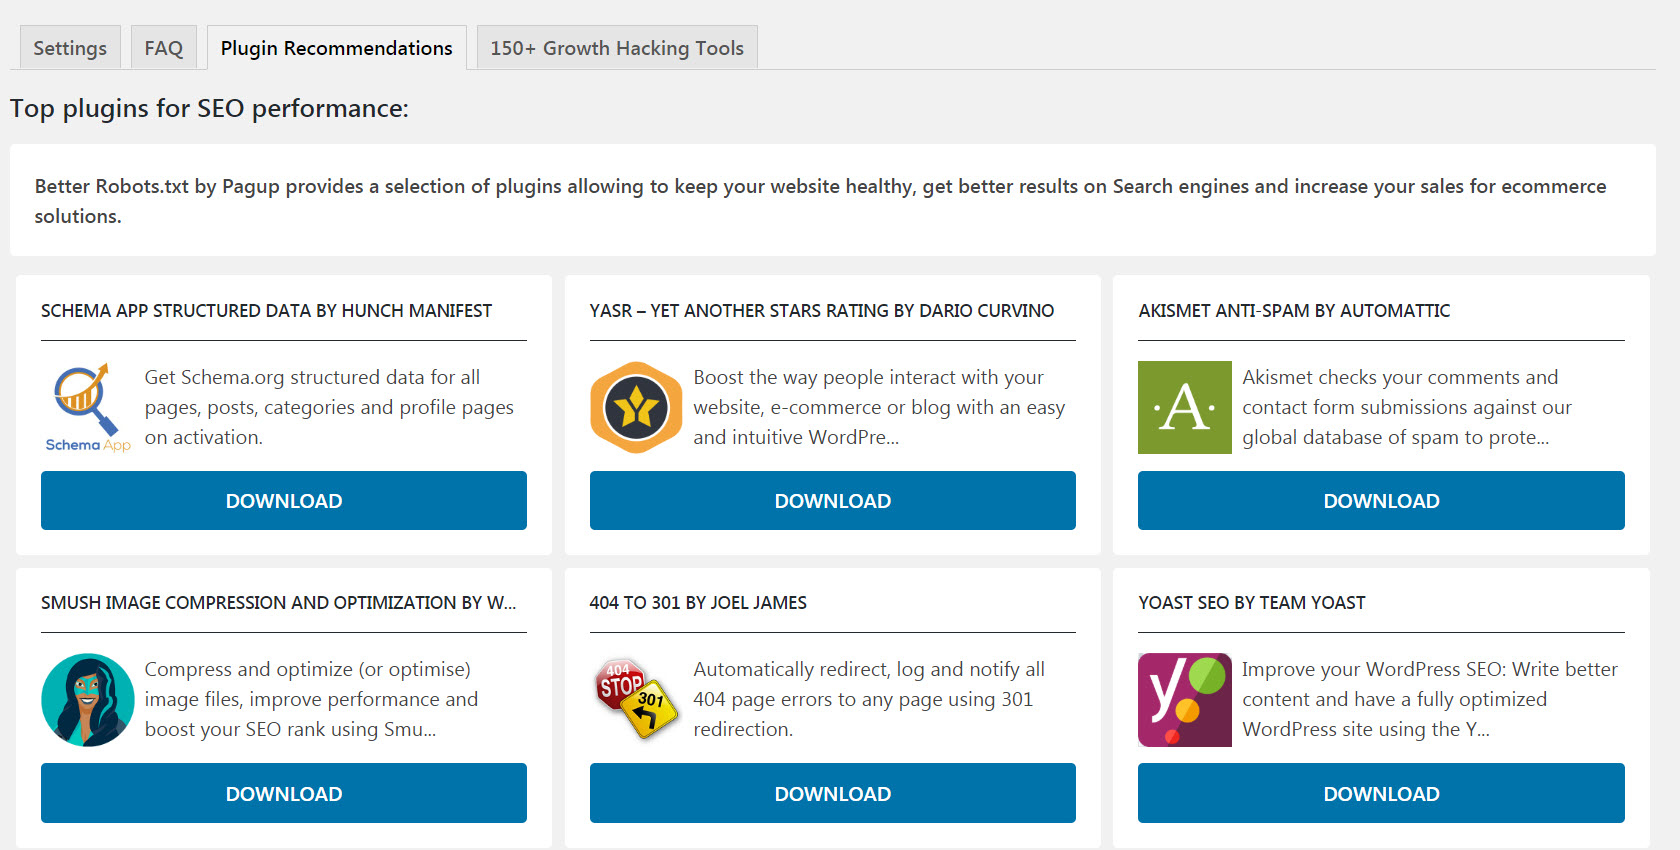 Settings
FAQ
Plugin Recommendations
150+ Growth Hacking Tools
Top plugins for SEO performance:
Better Robots.txt by Pagup provides a selection of plugins allowing to keep your website healthy, get better results on Search engines and increase your sales for ecommerce
solutions.
SCHEMA APP STRUCTURED DATA BY HUNCH MANIFEST
Schema App
Get Schema.org structured data for all
pages, posts, categories and profile pages
on activation.
DOWNLOAD
YASR – YET ANOTHER STARS RATING BY DARIO CURVINO
Boost the way people interact with your
website, e-commerce or blog with an easy
and intuitive WordPre...
DOWNLOAD
AKISMET ANTI-SPAM BY AUTOMATTIC
·A·
Akismet checks your comments and
contact form submissions against our
global database of spam to prote...
DOWNLOAD
SMUSH IMAGE COMPRESSION AND OPTIMIZATION BY W...
Compress and optimize (or optimise)
image files, improve performance and
boost your SEO rank using Smu...
DOWNLOAD
404 TO 301 BY JOEL JAMES
404
STOP
301
Automatically redirect, log and notify all
404 page errors to any page using 301
redirection.
DOWNLOAD
YOAST SEO BY TEAM YOAST
y
Improve your WordPress SEO: Write better
content and have a fully optimized
WordPress site using the Y...
DOWNLOAD